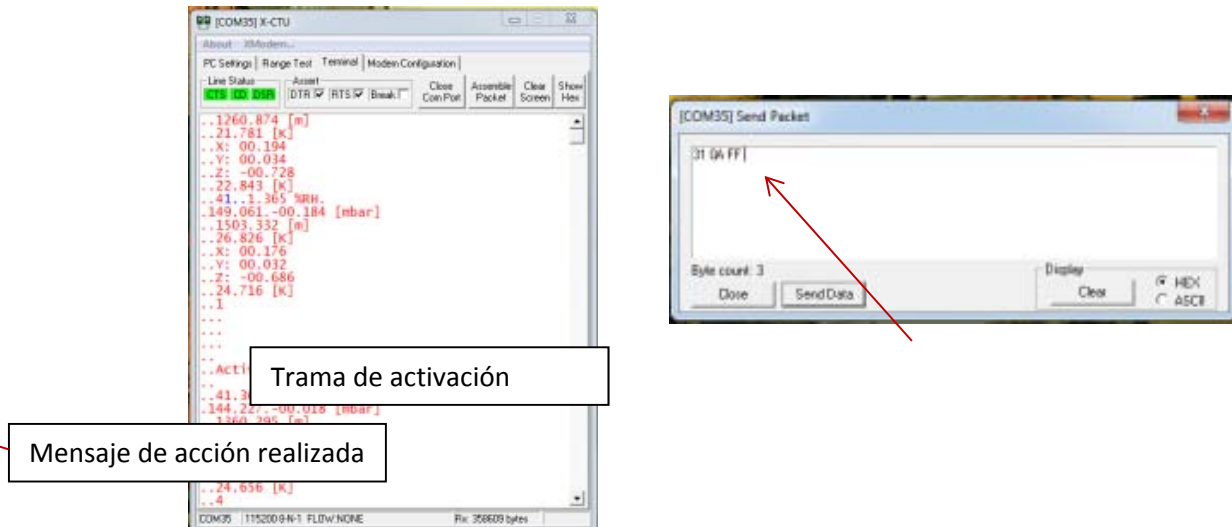 [COM35] X-CTU
About XModem...
PC Settings Range Test Terminal Modem Configuration
Line Status
CTS CD DSR
Assert
DTR RTS Break
Close Com Port
Assemble Packet
Clear Screen
Show Hex
..1260.874 [m]
..21.781 [K]
..X: 00.194
..Y: 00.034
..Z: -00.728
..22.843 [K]
..41..1.365 %RH.
.149.061.-00.184 [mbar]
..1503.332 [m]
..26.826 [K]
..X: 00.176
..Y: 00.032
..Z: -00.686
..24.716 [K]
..1
...
...
...
..
..Acti
..
..41.3
.144.227.-00.018 [mbar]
..1360.295 [m]
..24.656 [K]
..4
COM35 115200 8-N-1 FLOW:NONE Rx: 358609 bytes
Trama de activación
Mensaje de acción realizada
[COM35] Send Packet
31 0A FF
Byte count: 3
Close
Send Data
Display
Clear
HEX
ASCII